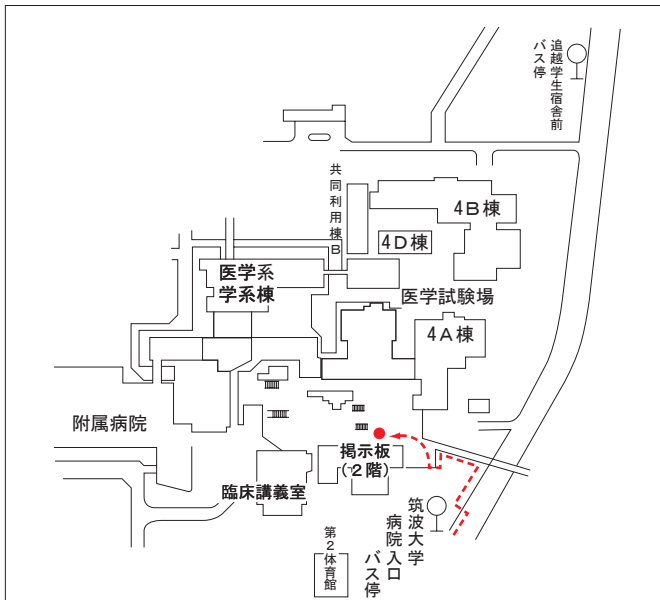 追越学生宿舎前
バス停
共同利用棟B
4B棟
4D棟
医学系
学系棟
医学試験場
4A棟
附属病院
掲示板
(2階)
臨床講義室
筑波大学
病院入口
バス停
第2体育館